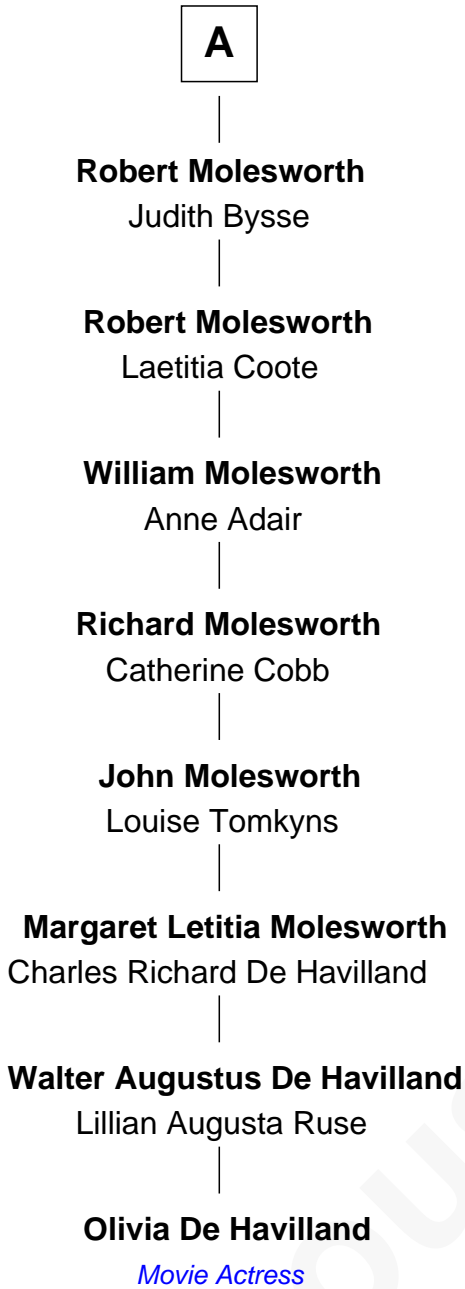 A
Robert Molesworth
Judith Bysse
Robert Molesworth
Laetitia Coote
William Molesworth
Anne Adair
Richard Molesworth
Catherine Cobb
John Molesworth
Louise Tomkyns
Margaret Letitia Molesworth
Charles Richard De Havilland
Walter Augustus De Havilland
Lillian Augusta Ruse
Olivia De Havilland
Movie Actress